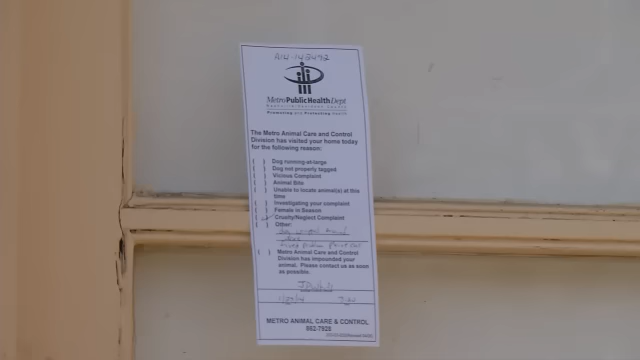 Metro Public Health Dept
Promoting and Protecting Health
The Metro Animal Care and Control
Division has visited your home today
for the following reason:
( ) Dog running-at-large
( ) Dog not properly tagged
( ) Vicious Complaint
( ) Animal Bite
( ) Unable to locate animal(s) at this
time
( ) Investigating your complaint
( ) Female in Season
( ) Cruelty/Neglect Complaint
( ) Other:
( ) Metro Animal Care and Control
Division has impounded your
animal. Please contact us as soon
as possible.
METRO ANIMAL CARE & CONTROL
862-7928